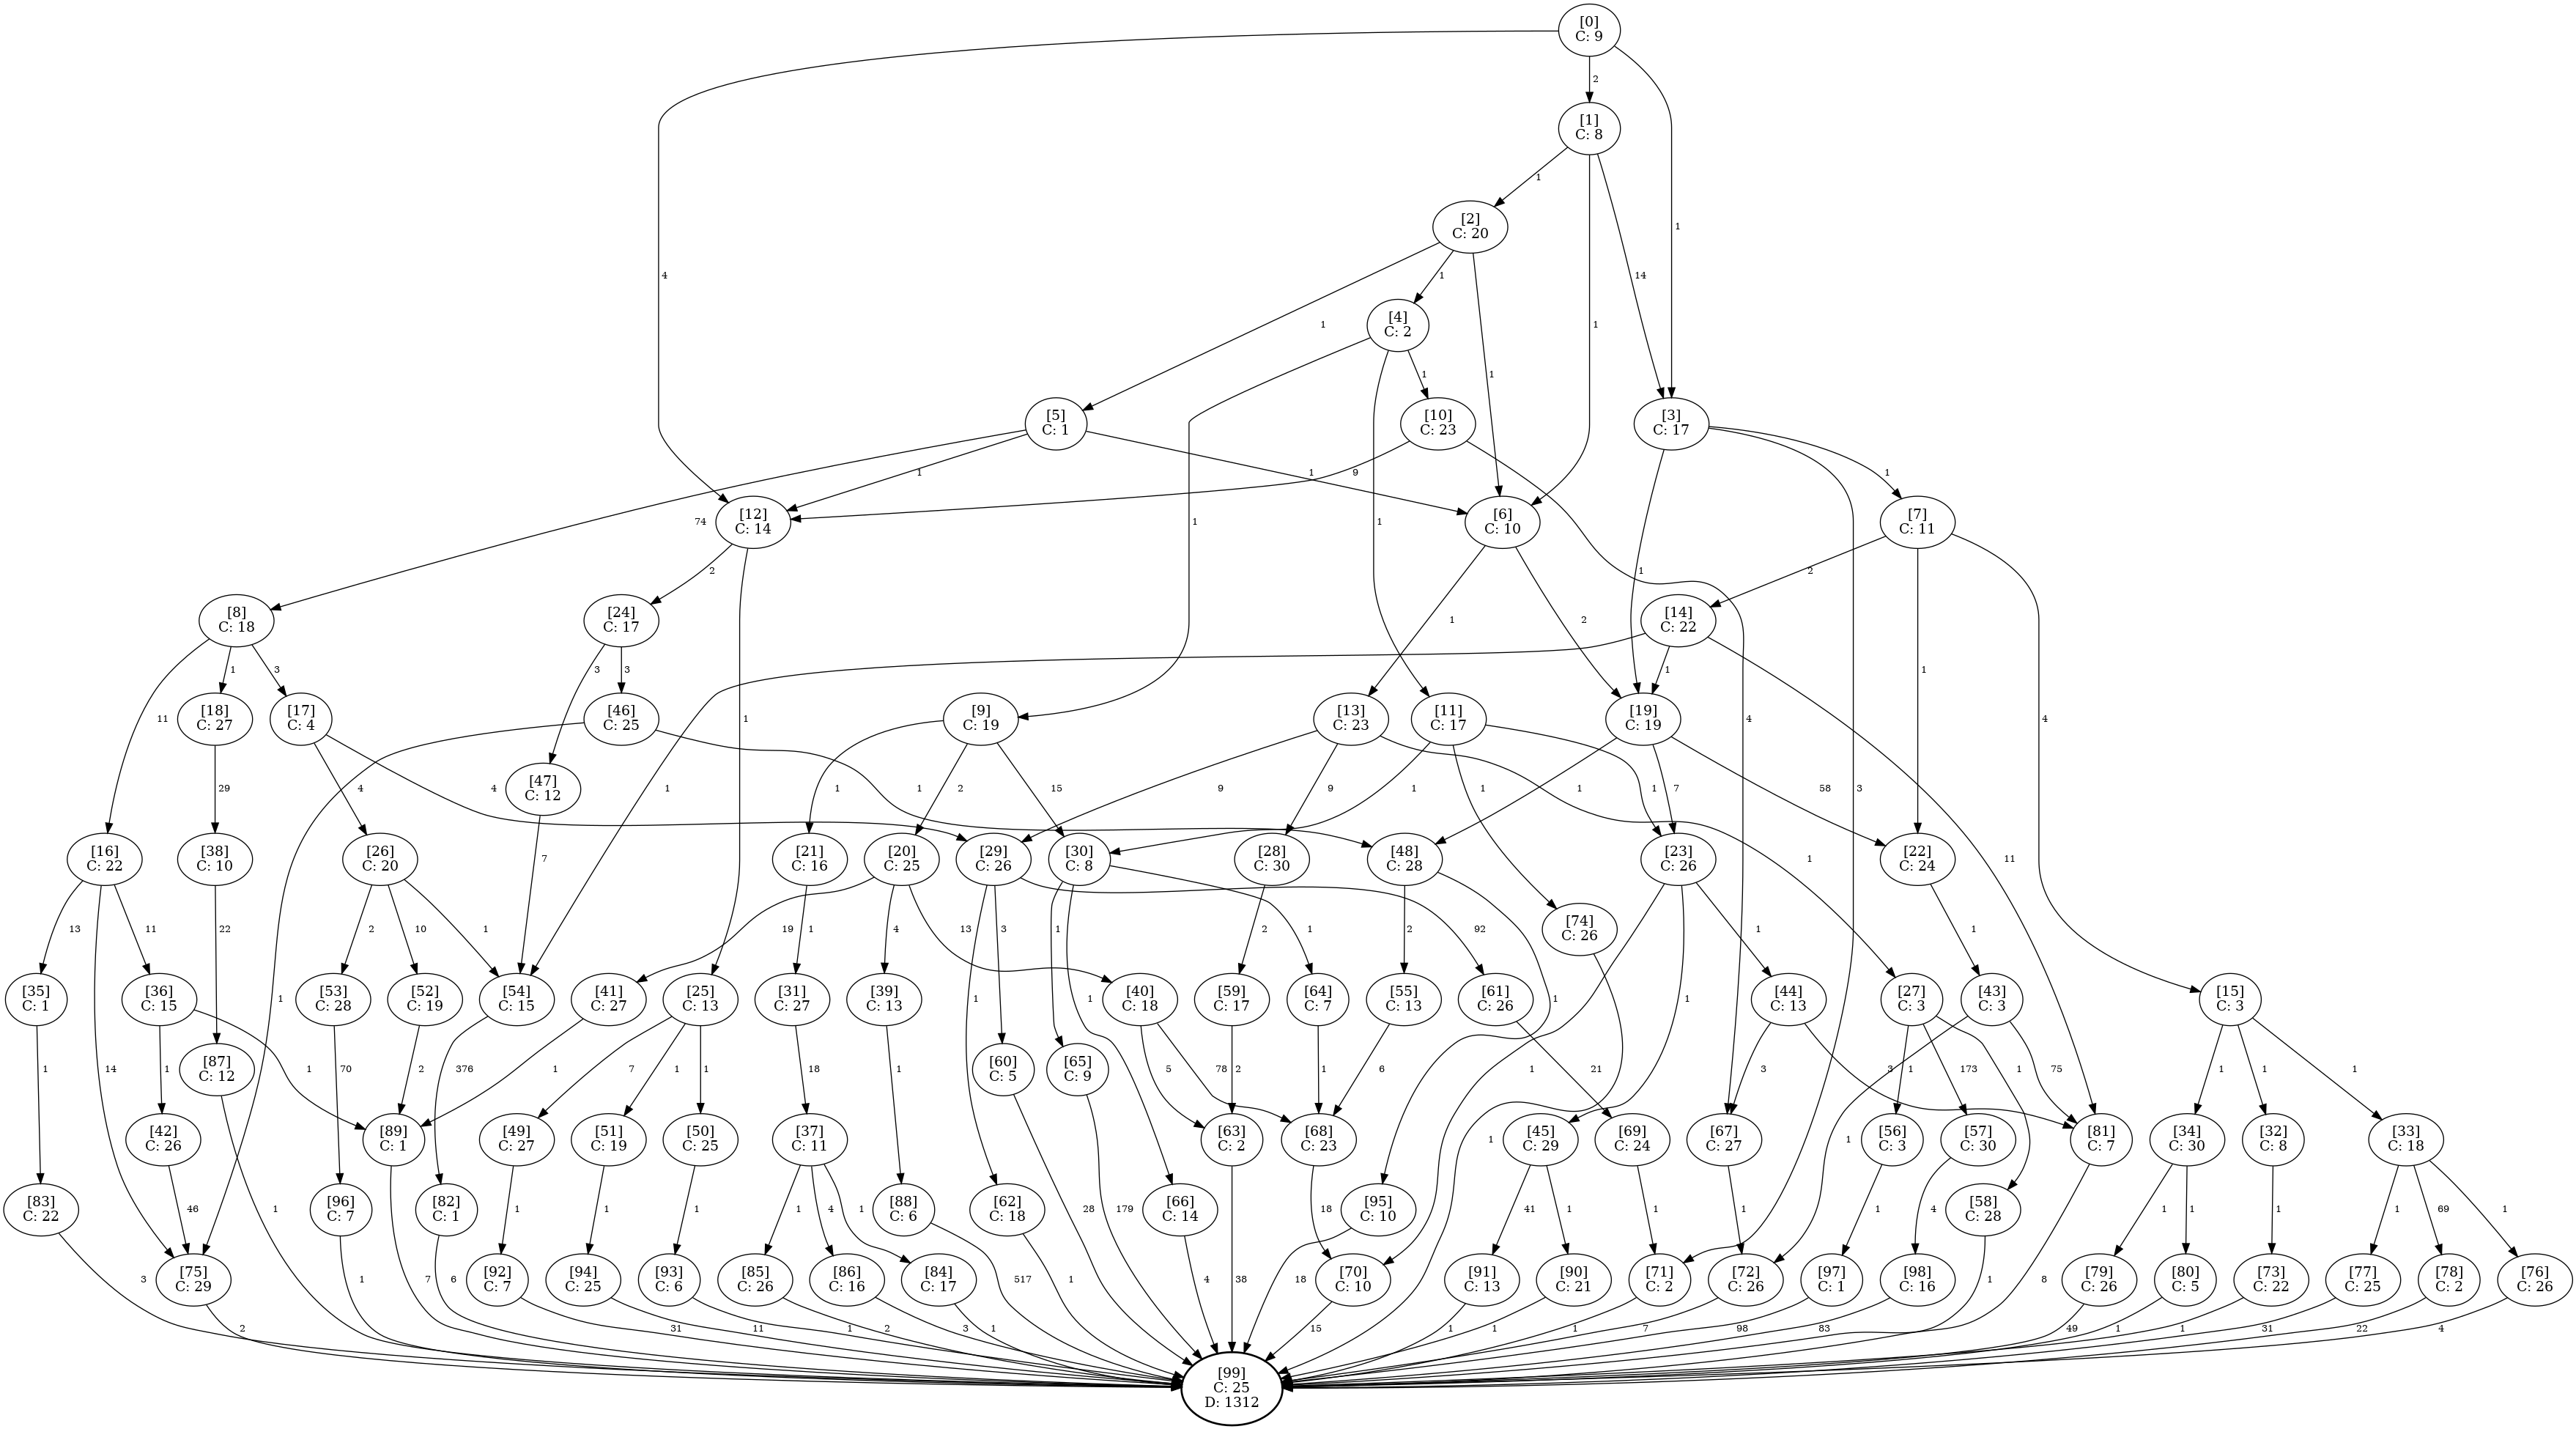 [0]
C: 9
2
[1]
C: 8
1
[2]
C: 20
4
1
14
1
1
[4]
C: 2
1
1
1
1
[5]
C: 1
[10]
C: 23
[3]
C: 17
1
1
9
1
74
1
1
[12]
C: 14
[6]
C: 10
[7]
C: 11
2
1
2
[8]
C: 18
[24]
C: 17
1
2
[14]
C: 22
1
11
1
3
3
3
1
1
4
4
3
[18]
C: 27
[17]
C: 4
[46]
C: 25
[9]
C: 19
[13]
C: 23
[11]
C: 17
[19]
C: 19
29
4
4
[47]
C: 12
1
1
1
2
15
9
9
1
1
1
1
7
58
[16]
C: 22
[38]
C: 10
[26]
C: 20
7
[21]
C: 16
[20]
C: 25
[29]
C: 26
[30]
C: 8
[28]
C: 30
[48]
C: 28
[23]
C: 26
1
[22]
C: 24
11
13
11
22
2
10
1
19
1
4
13
3
1
92
2
2
[74]
C: 26
1
1
[35]
C: 1
[36]
C: 15
[53]
C: 28
[52]
C: 19
[54]
C: 15
[41]
C: 27
[25]
C: 13
[31]
C: 27
[39]
C: 13
1
[40]
C: 18
1
[59]
C: 17
[64]
C: 7
[55]
C: 13
[61]
C: 26
1
1
[44]
C: 13
[27]
C: 3
[43]
C: 3
[15]
C: 3
1
14
1
[87]
C: 12
1
1
70
2
376
1
7
1
1
18
1
[60]
C: 5
[65]
C: 9
5
78
2
1
6
1
21
3
3
1
173
1
75
1
1
1
[42]
C: 26
[89]
C: 1
[49]
C: 27
[51]
C: 19
[50]
C: 25
[37]
C: 11
[63]
C: 2
[68]
C: 23
1
[45]
C: 29
[69]
C: 24
[67]
C: 27
1
[56]
C: 3
[57]
C: 30
[81]
C: 7
[34]
C: 30
[32]
C: 8
[33]
C: 18
[83]
C: 22
46
1
[96]
C: 7
[82]
C: 1
1
1
1
1
4
1
[88]
C: 6
[62]
C: 18
28
179
[66]
C: 14
18
[95]
C: 10
41
1
1
1
1
4
[58]
C: 28
1
1
1
1
69
1
3
[75]
C: 29
1
7
6
[92]
C: 7
[94]
C: 25
[93]
C: 6
[85]
C: 26
[86]
C: 16
[84]
C: 17
517
1
4
38
18
[70]
C: 10
[91]
C: 13
[90]
C: 21
[71]
C: 2
[72]
C: 26
[97]
C: 1
[98]
C: 16
1
8
[79]
C: 26
[80]
C: 5
[73]
C: 22
[77]
C: 25
[78]
C: 2
[76]
C: 26
2
31
11
1
2
3
1
15
1
1
1
7
98
83
49
1
1
31
22
4
[99]
C: 25
D: 1312